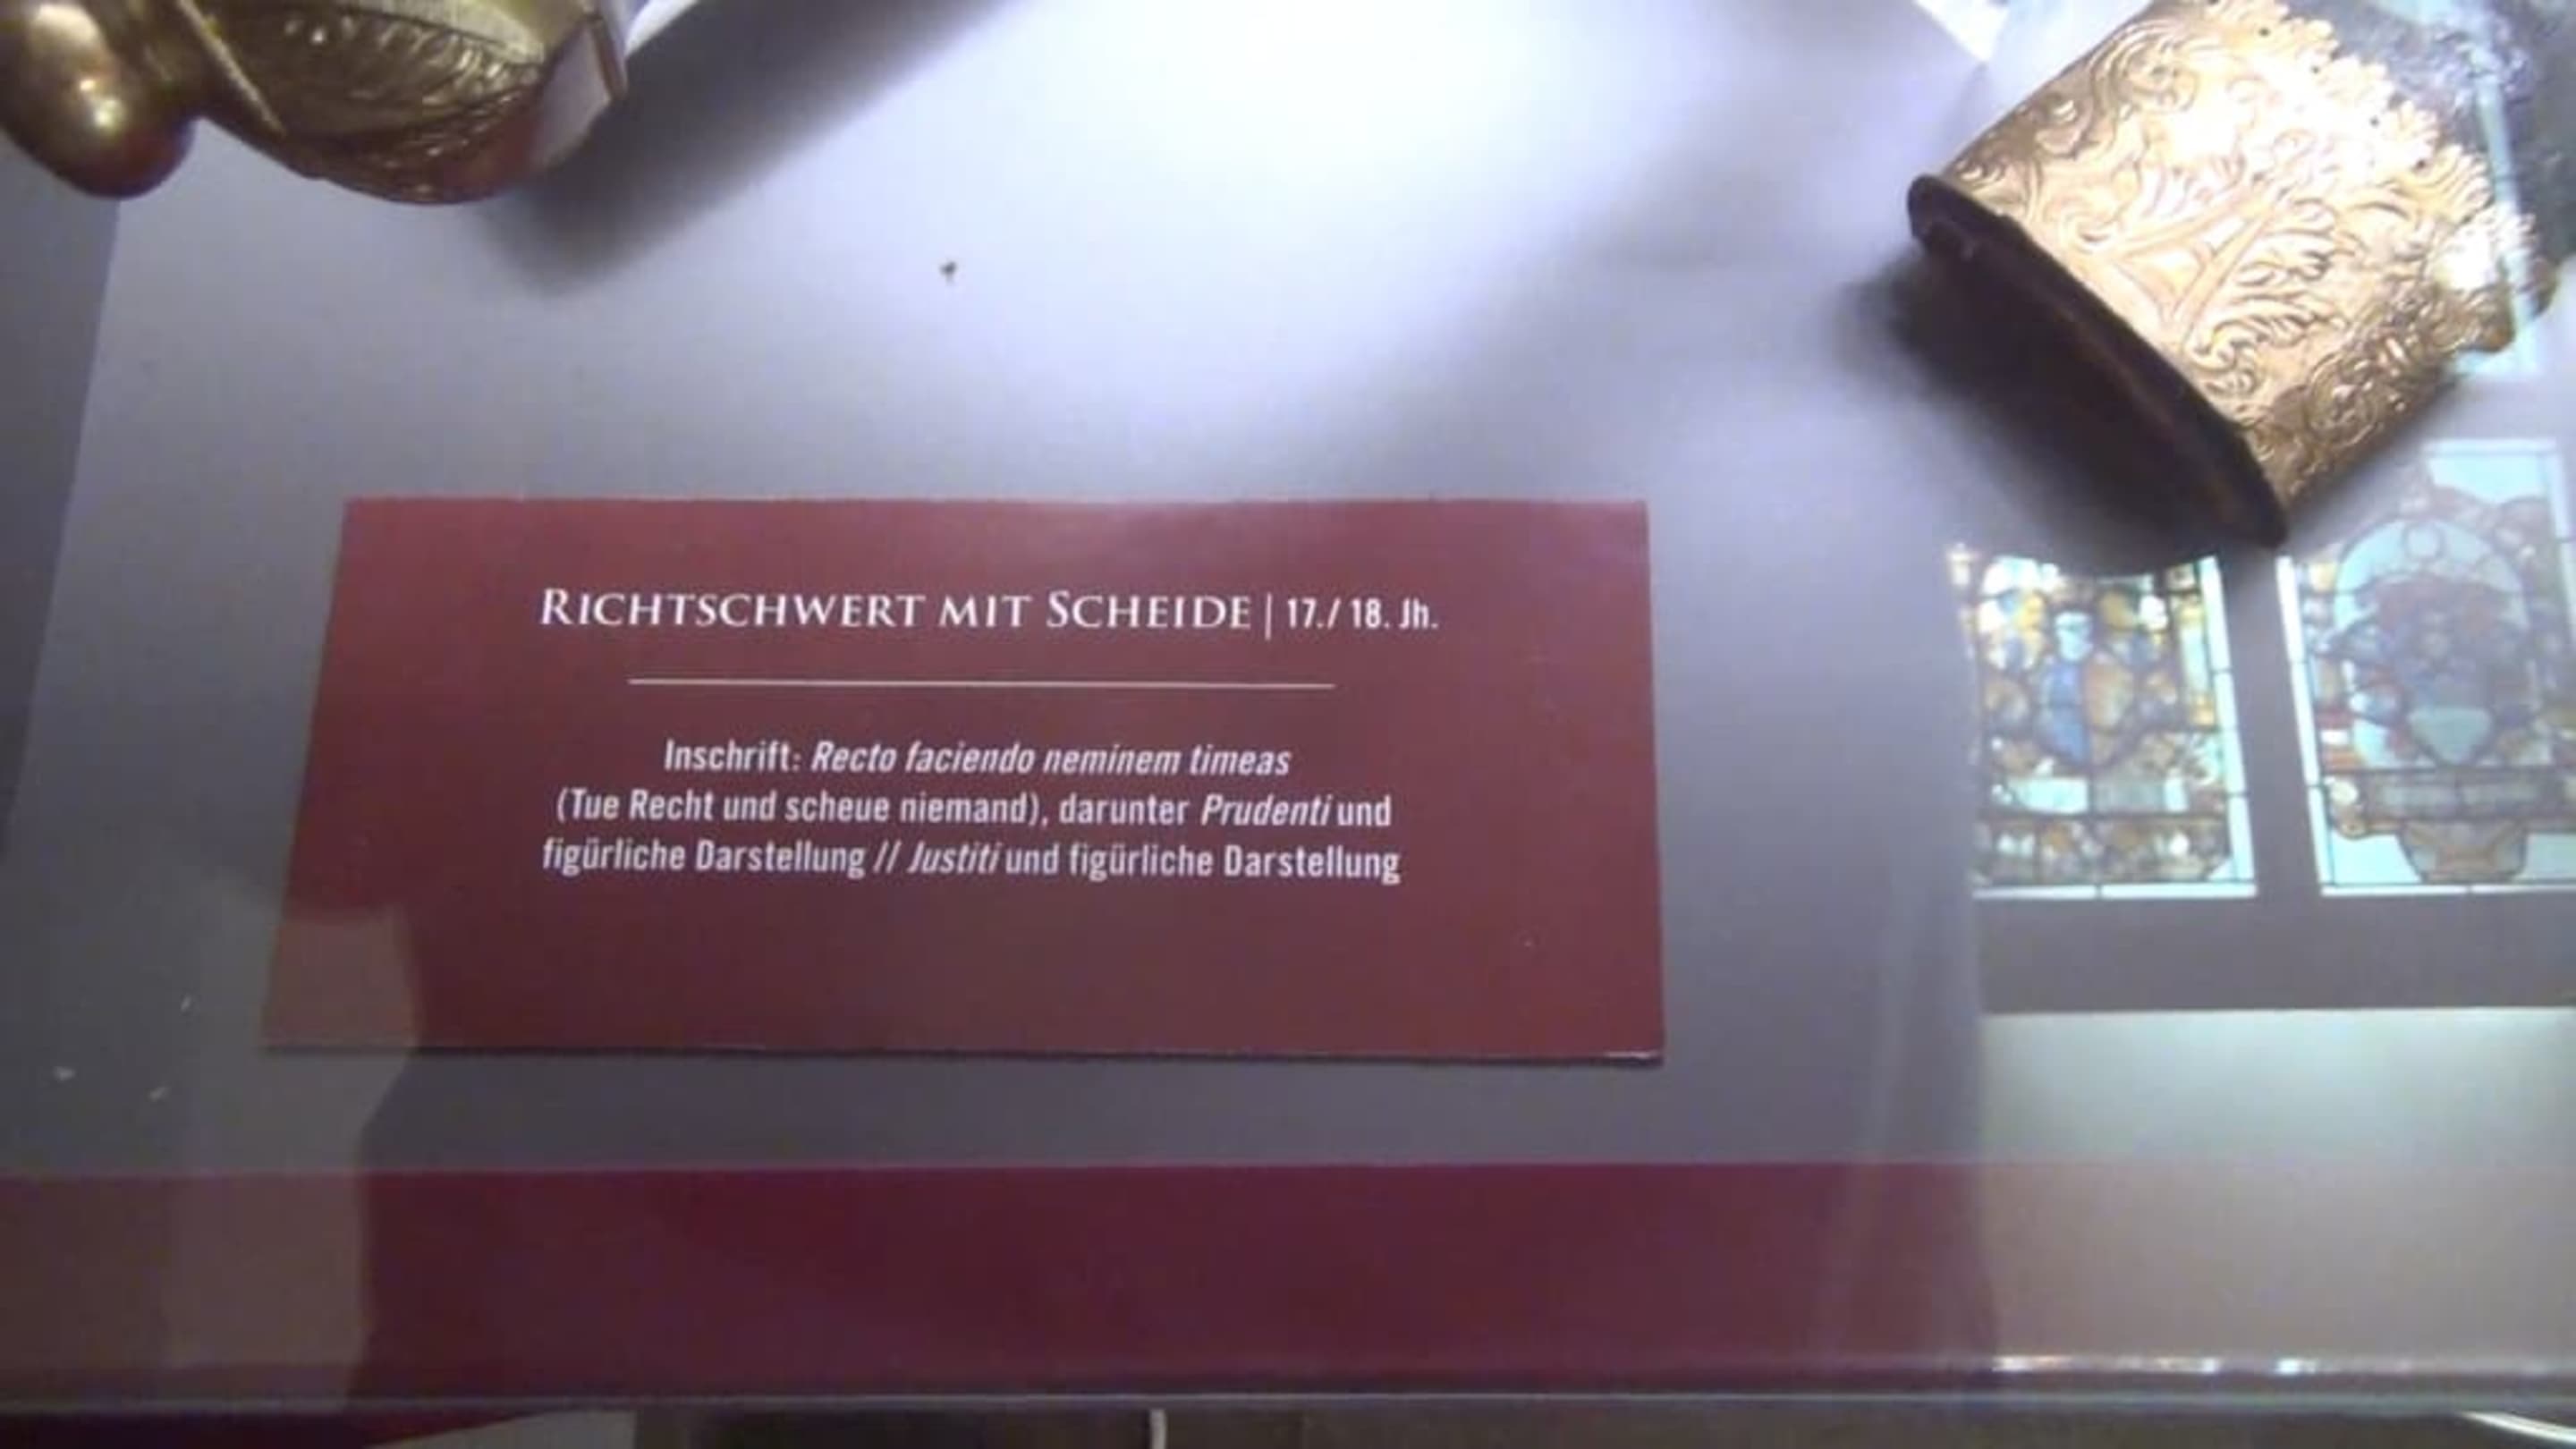 RICHTSCHWERT MIT SCHEIDE | 17./ 18. Jh.
Inschrift: Recto faciendo neminem timeas
(Tue Recht und scheue niemand), darunter Prudenti und
figürliche Darstellung // Justiti und figürliche Darstellung